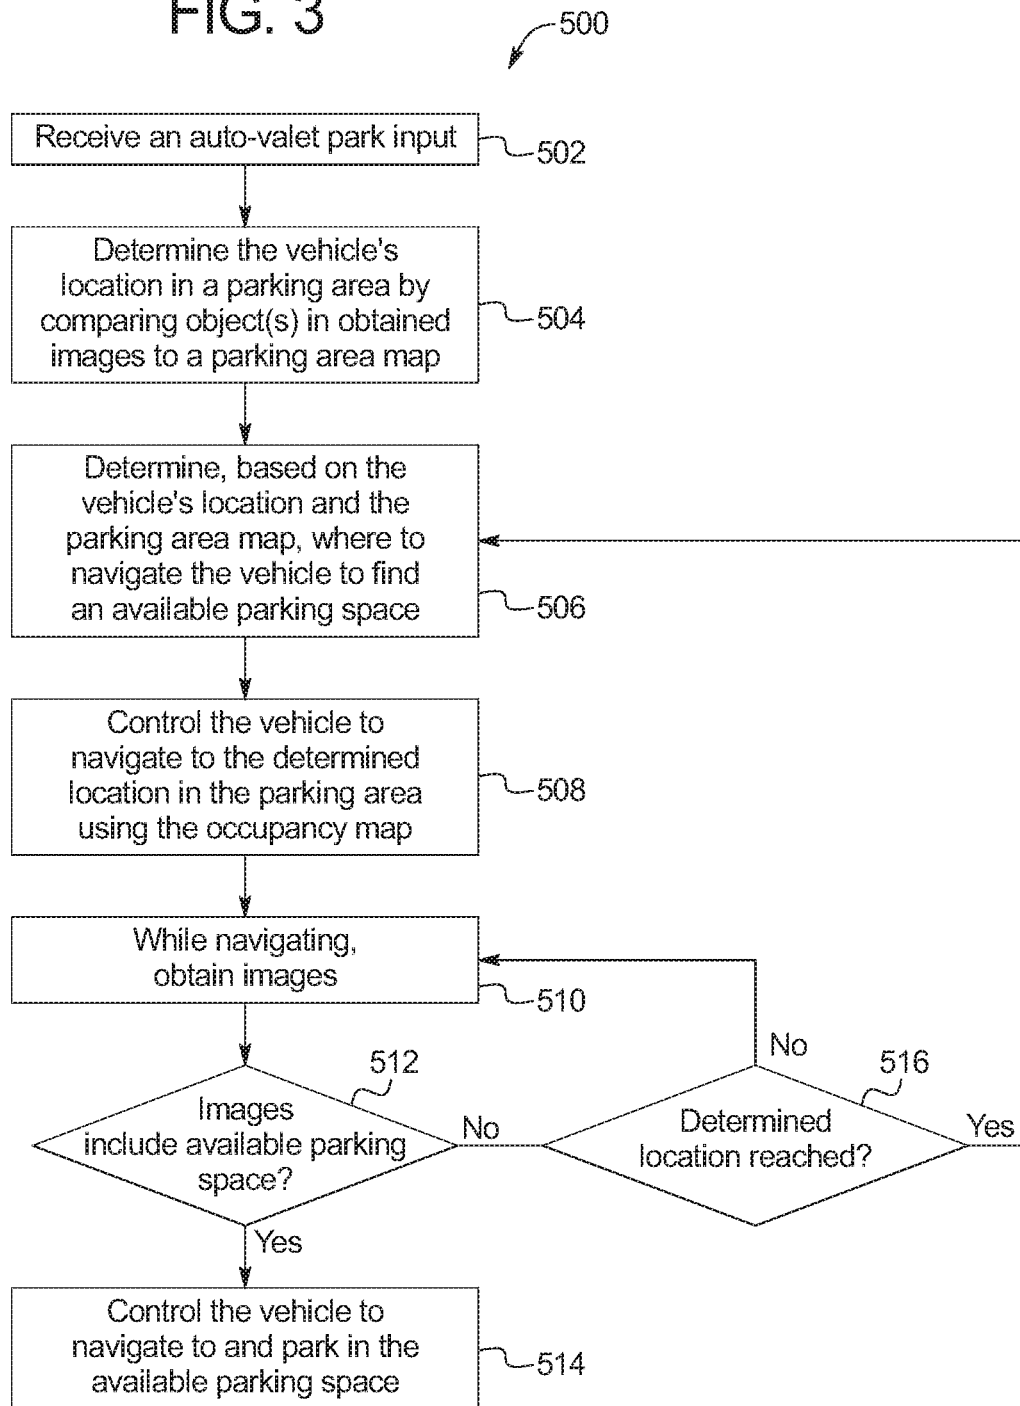 FIG. 3
500
Receive an auto-valet park input
502
Determine the vehicle's
location in a parking area by
comparing object(s) in obtained
images to a parking area map
504
Determine, based on the
vehicle's location and the
parking area map, where to
navigate the vehicle to find
an available parking space
506
Control the vehicle to
navigate to the determined
location in the parking area
using the occupancy map
508
While navigating,
obtain images
510
512
Images
include available parking
space?
No
Yes
No
516
Determined
location reached?
Yes
Control the vehicle to
navigate to and park in the
available parking space
514